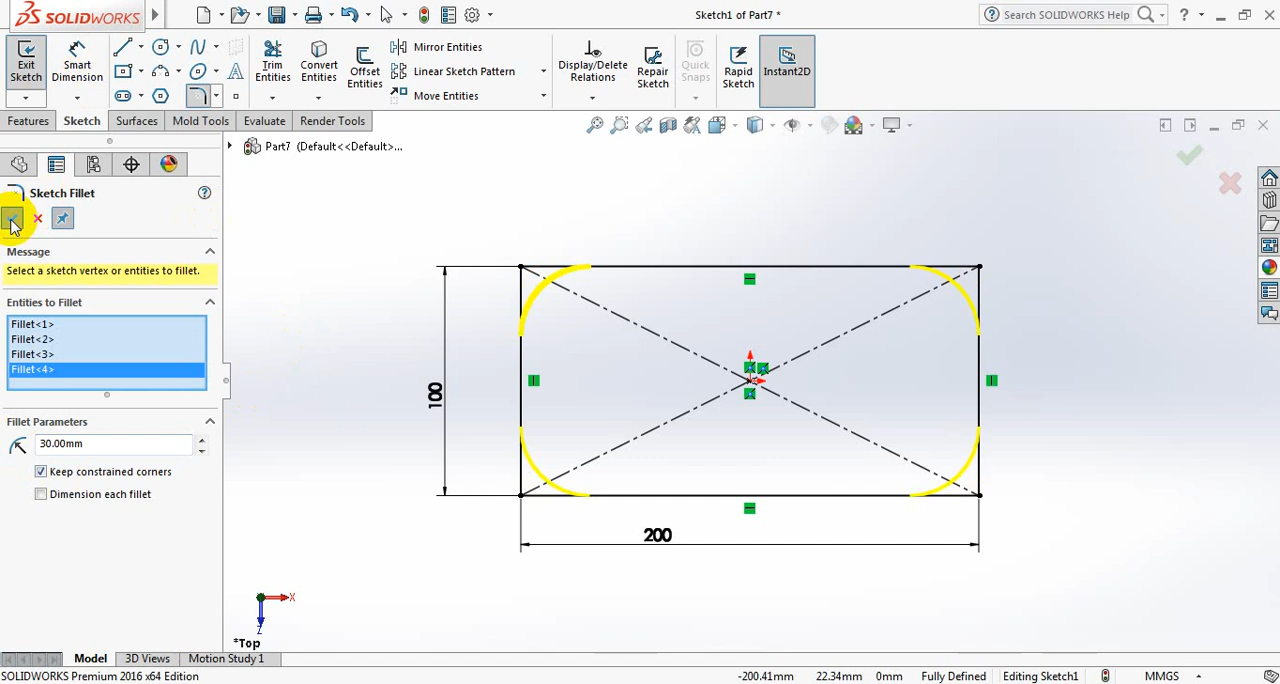 SOLIDWORKS
Sketch1 of Part7 *
Search SOLIDWORKS Help
?
Exit Sketch
Smart Dimension
Trim Entities
Convert Entities
Offset Entities
Mirror Entities
Linear Sketch Pattern
Move Entities
Display/Delete Relations
Repair Sketch
Quick Snaps
Rapid Sketch
Instant2D
Features
Sketch
Surfaces
Mold Tools
Evaluate
Render Tools
Part7 (Default<<Default>...
Sketch Fillet
?
Message
Select a sketch vertex or entities to fillet.
Entities to Fillet
Fillet<1>
Fillet<2>
Fillet<3>
Fillet<4>
Fillet Parameters
30.00mm
Keep constrained corners
Dimension each fillet
100
200
X
Z
*Top
Model
3D Views
Motion Study 1
SOLIDWORKS Premium 2016 x64 Edition
-200.41mm
22.34mm
0mm
Fully Defined
Editing Sketch1
MMGS